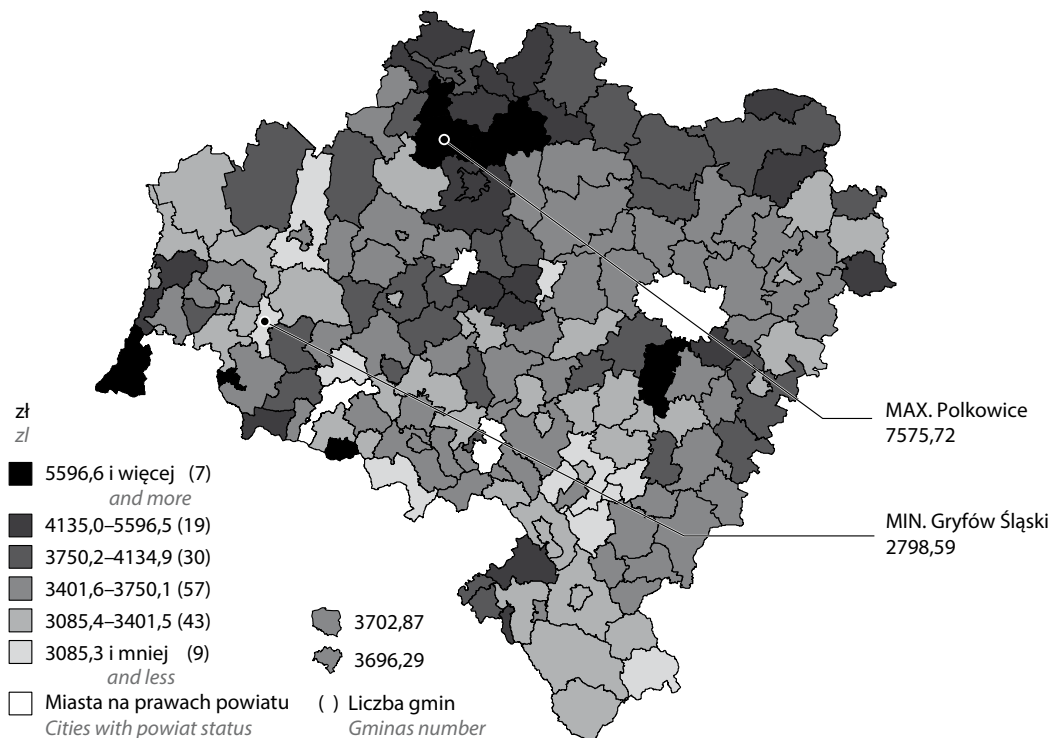 MAX. Polkowice
7575,72
MIN. Gryfów Śląski
2798,59
zł
zl
5596,6 i więcej (7)
and more
4135,0–5596,5 (19)
3750,2–4134,9 (30)
3401,6–3750,1 (57)
3085,4–3401,5 (43)
3085,3 i mniej (9)
and less
Miasta na prawach powiatu
Cities with powiat status
3702,87
3696,29
( ) Liczba gmin
Gminas number